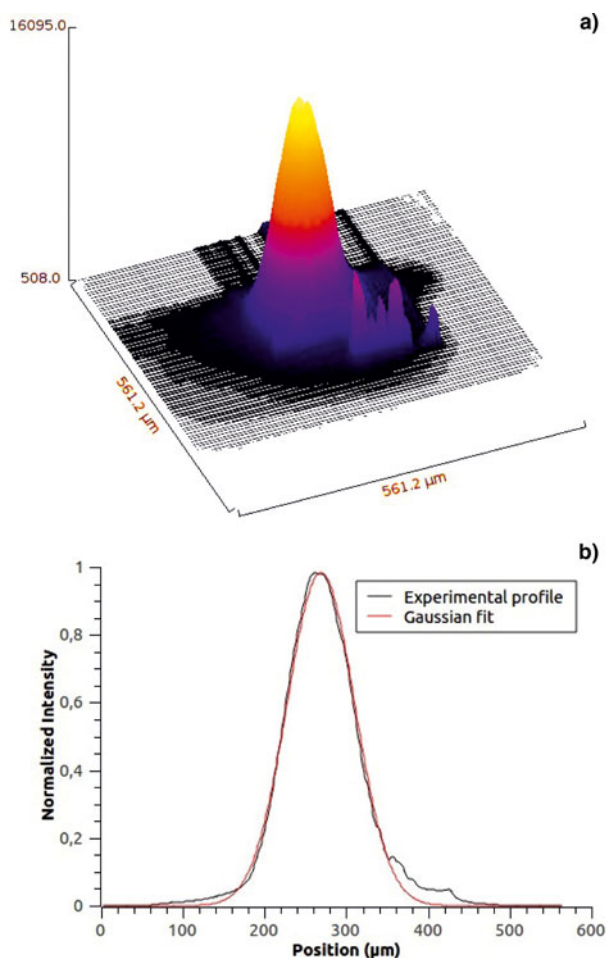 16095.0
a)
508.0
561.2 µm
561.2 µm
b)
1
Experimental profile
Gaussian fit
0,8
0,6
0,4
0,2
0
Normalized Intensity
0 100 200 300 400 500 600
Position (µm)